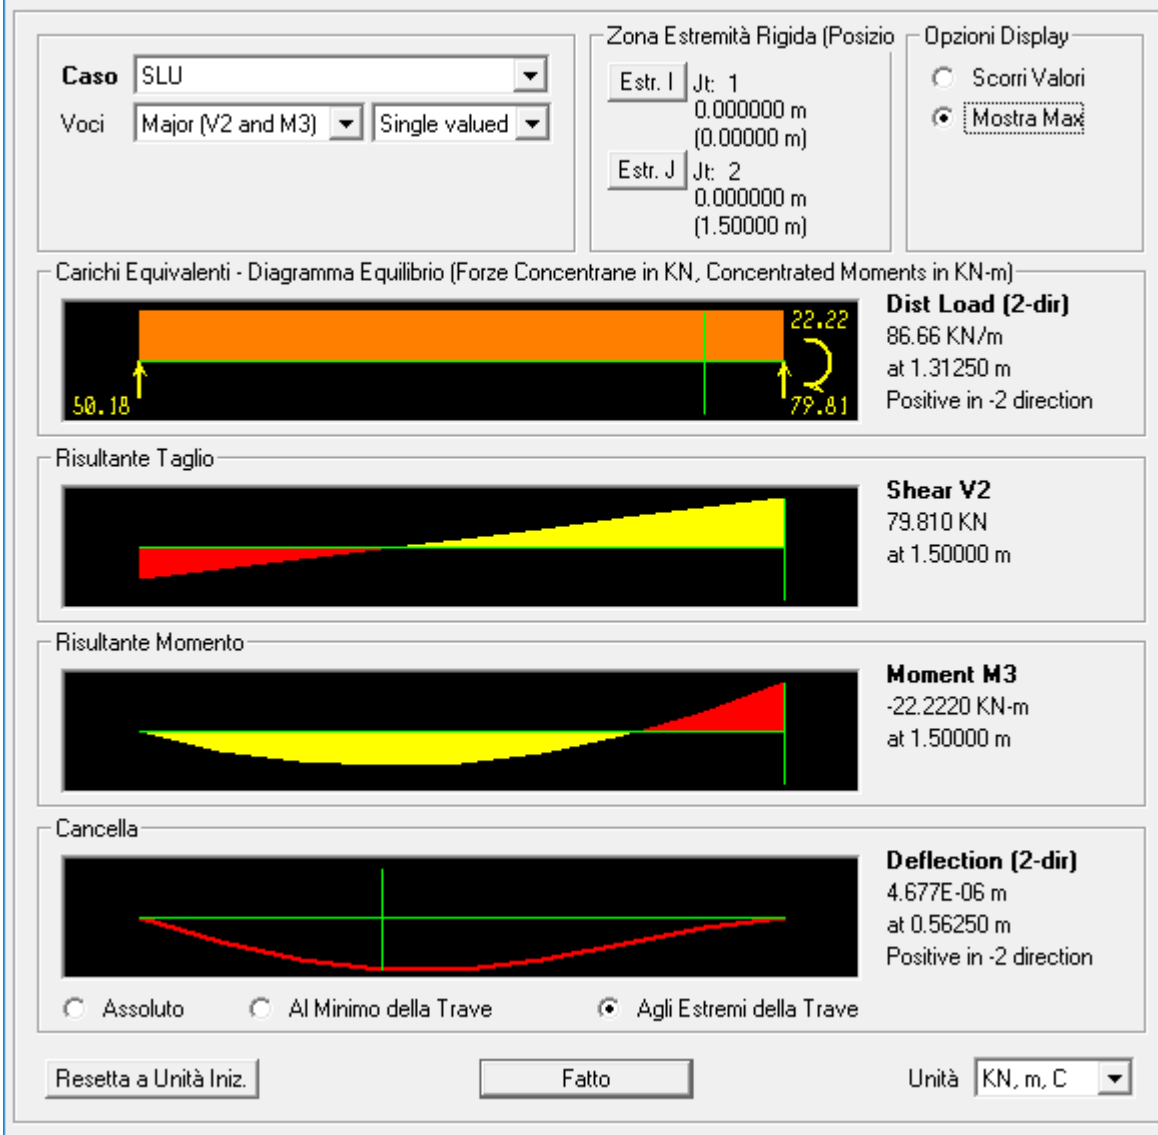 Zona Estremità Rigida (Posizio
Opzioni Display
Caso SLU
Voci Major (V2 and M3) Single valued
Estr. I Jt: 1
0.000000 m
(0.00000 m)
Estr. J Jt: 2
0.000000 m
(1.50000 m)
Scorri Valori
Mostra Max
Carichi Equivalenti - Diagramma Equilibrio (Forze Concentrane in KN, Concentrated Moments in KN-m)
50.18
22.22
79.81
Dist Load (2-dir)
86.66 KN/m
at 1.31250 m
Positive in -2 direction
Risultante Taglio
Shear V2
79.810 KN
at 1.50000 m
Risultante Momento
Moment M3
-22.2220 KN-m
at 1.50000 m
Cancella
Deflection (2-dir)
4.677E-06 m
at 0.56250 m
Positive in -2 direction
Assoluto Al Minimo della Trave Agli Estremi della Trave
Resetta a Unità Iniz. Fatto Unità KN, m, C